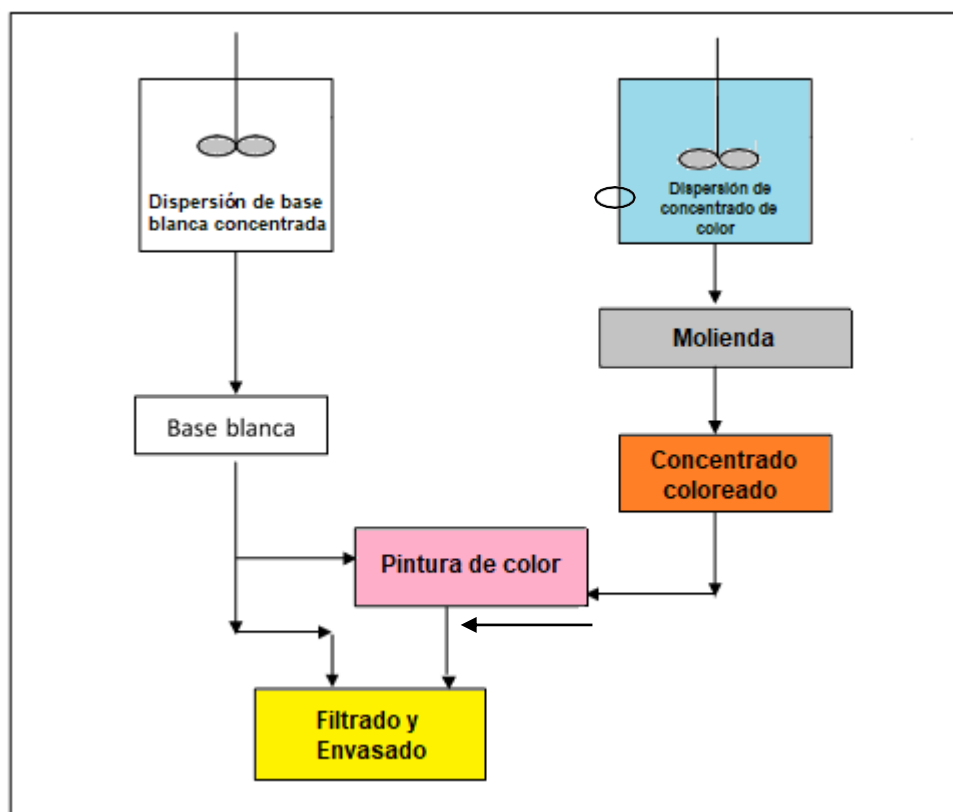 Dispersión de base
blanca concentrada
Dispersión de
concentrado de
color
Molienda
Base blanca
Concentrado
coloreado
Pintura de color
Filtrado y
Envasado